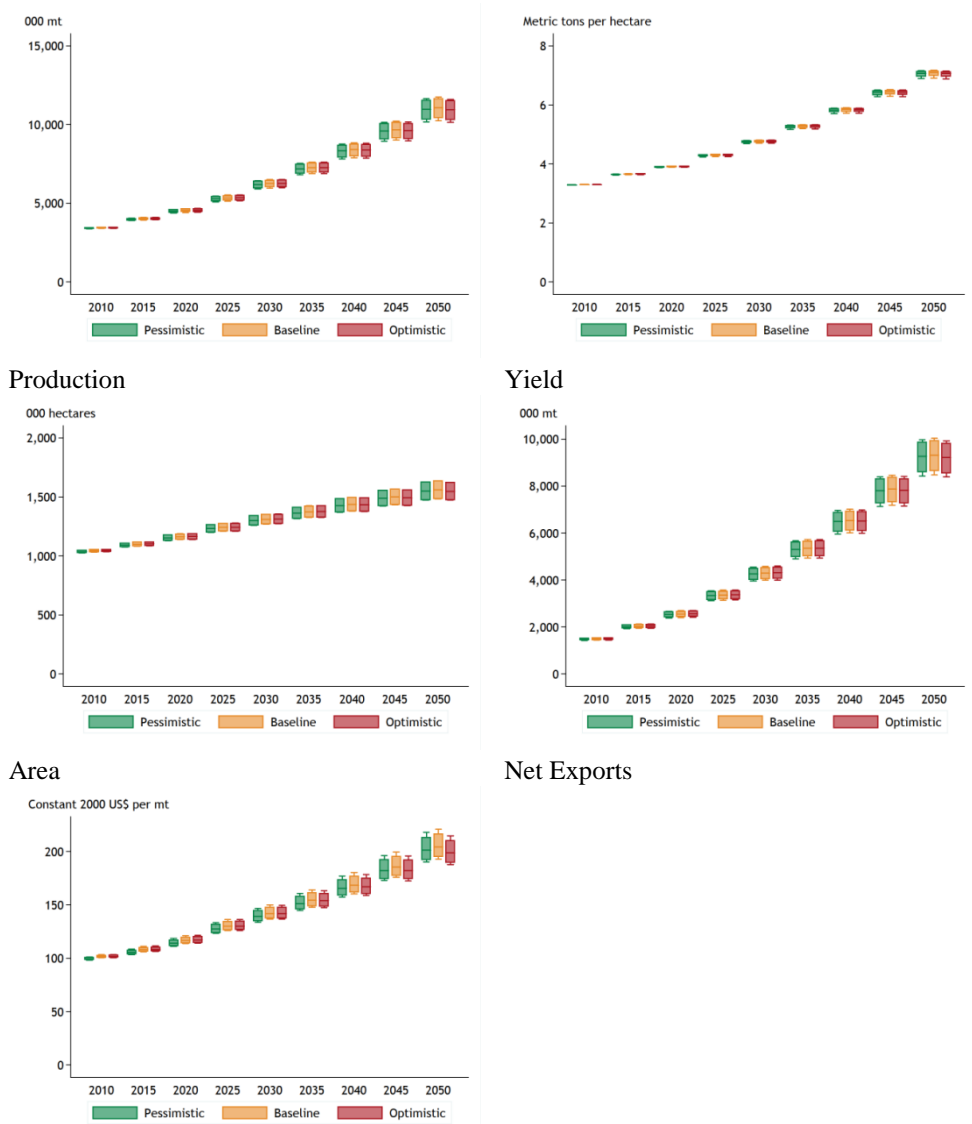 000 mt
15,000
10,000
5,000
0
2010 2015 2020 2025 2030 2035 2040 2045 2050
Pessimistic Baseline Optimistic
Metric tons per hectare
8
6
4
2
0
2010 2015 2020 2025 2030 2035 2040 2045 2050
Pessimistic Baseline Optimistic
Production Yield
000 hectares
2,000
1,500
1,000
500
0
2010 2015 2020 2025 2030 2035 2040 2045 2050
Pessimistic Baseline Optimistic
000 mt
10,000
8,000
6,000
4,000
2,000
0
2010 2015 2020 2025 2030 2035 2040 2045 2050
Pessimistic Baseline Optimistic
Area Net Exports
Constant 2000 US$ per mt
200
150
100
50
0
2010 2015 2020 2025 2030 2035 2040 2045 2050
Pessimistic Baseline Optimistic